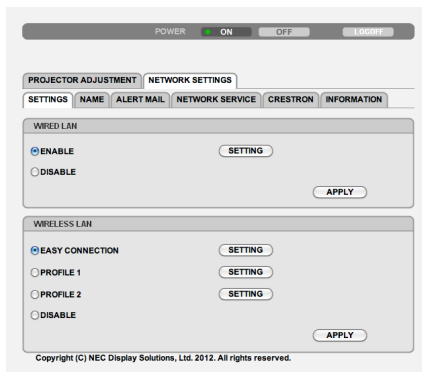 POWER ON OFF LOGOFF
PROJECTOR ADJUSTMENT NETWORK SETTINGS
SETTINGS NAME ALERT MAIL NETWORK SERVICE CRESTRON INFORMATION
WIRED LAN
ENABLE SETTING
DISABLE
APPLY
WIRELESS LAN
EASY CONNECTION SETTING
PROFILE 1 SETTING
PROFILE 2 SETTING
DISABLE
APPLY
Copyright (C) NEC Display Solutions, Ltd. 2012. All rights reserved.